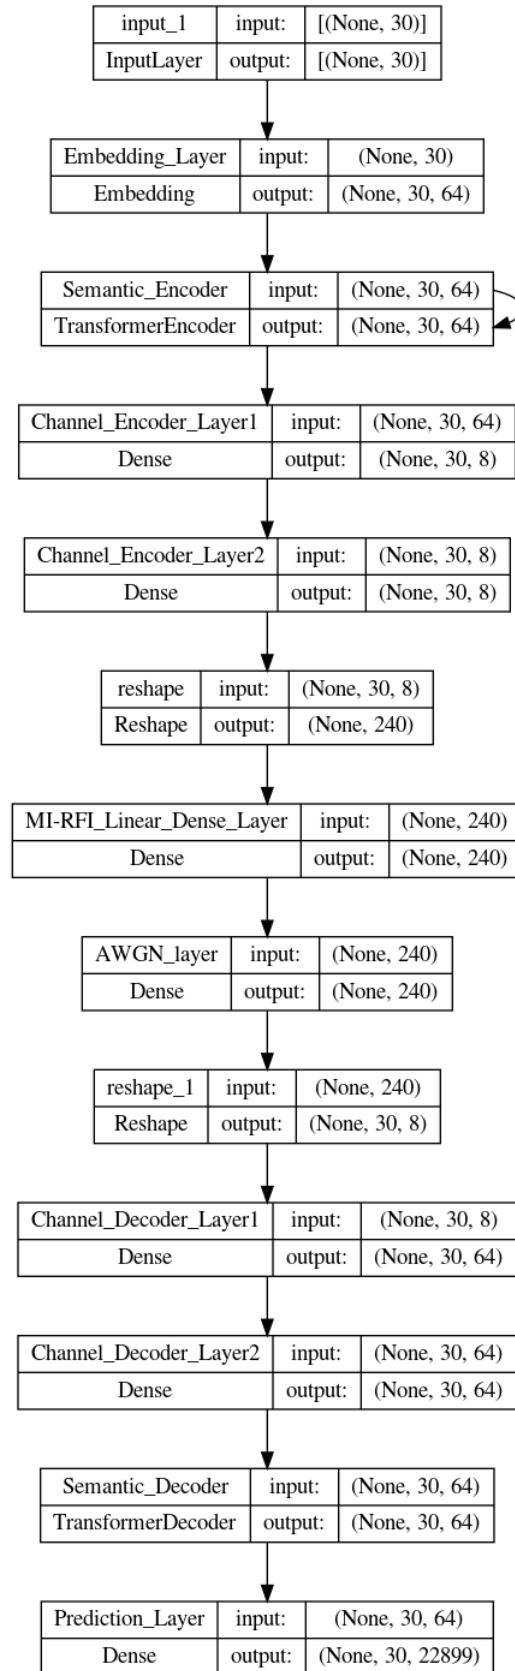 input_1 input: [(None, 30)]
InputLayer output: [(None, 30)]
Embedding_Layer input: (None, 30)
Embedding output: (None, 30, 64)
Semantic_Encoder input: (None, 30, 64)
TransformerEncoder output: (None, 30, 64)
Channel_Encoder_Layer1 input: (None, 30, 64)
Dense output: (None, 30, 8)
Channel_Encoder_Layer2 input: (None, 30, 8)
Dense output: (None, 30, 8)
reshape input: (None, 30, 8)
Reshape output: (None, 240)
MI-RFI_Linear_Dense_Layer input: (None, 240)
Dense output: (None, 240)
AWGN_layer input: (None, 240)
Dense output: (None, 240)
reshape_1 input: (None, 240)
Reshape output: (None, 30, 8)
Channel_Decoder_Layer1 input: (None, 30, 8)
Dense output: (None, 30, 64)
Channel_Decoder_Layer2 input: (None, 30, 64)
Dense output: (None, 30, 64)
Semantic_Decoder input: (None, 30, 64)
TransformerDecoder output: (None, 30, 64)
Prediction_Layer input: (None, 30, 64)
Dense output: (None, 30, 22899)